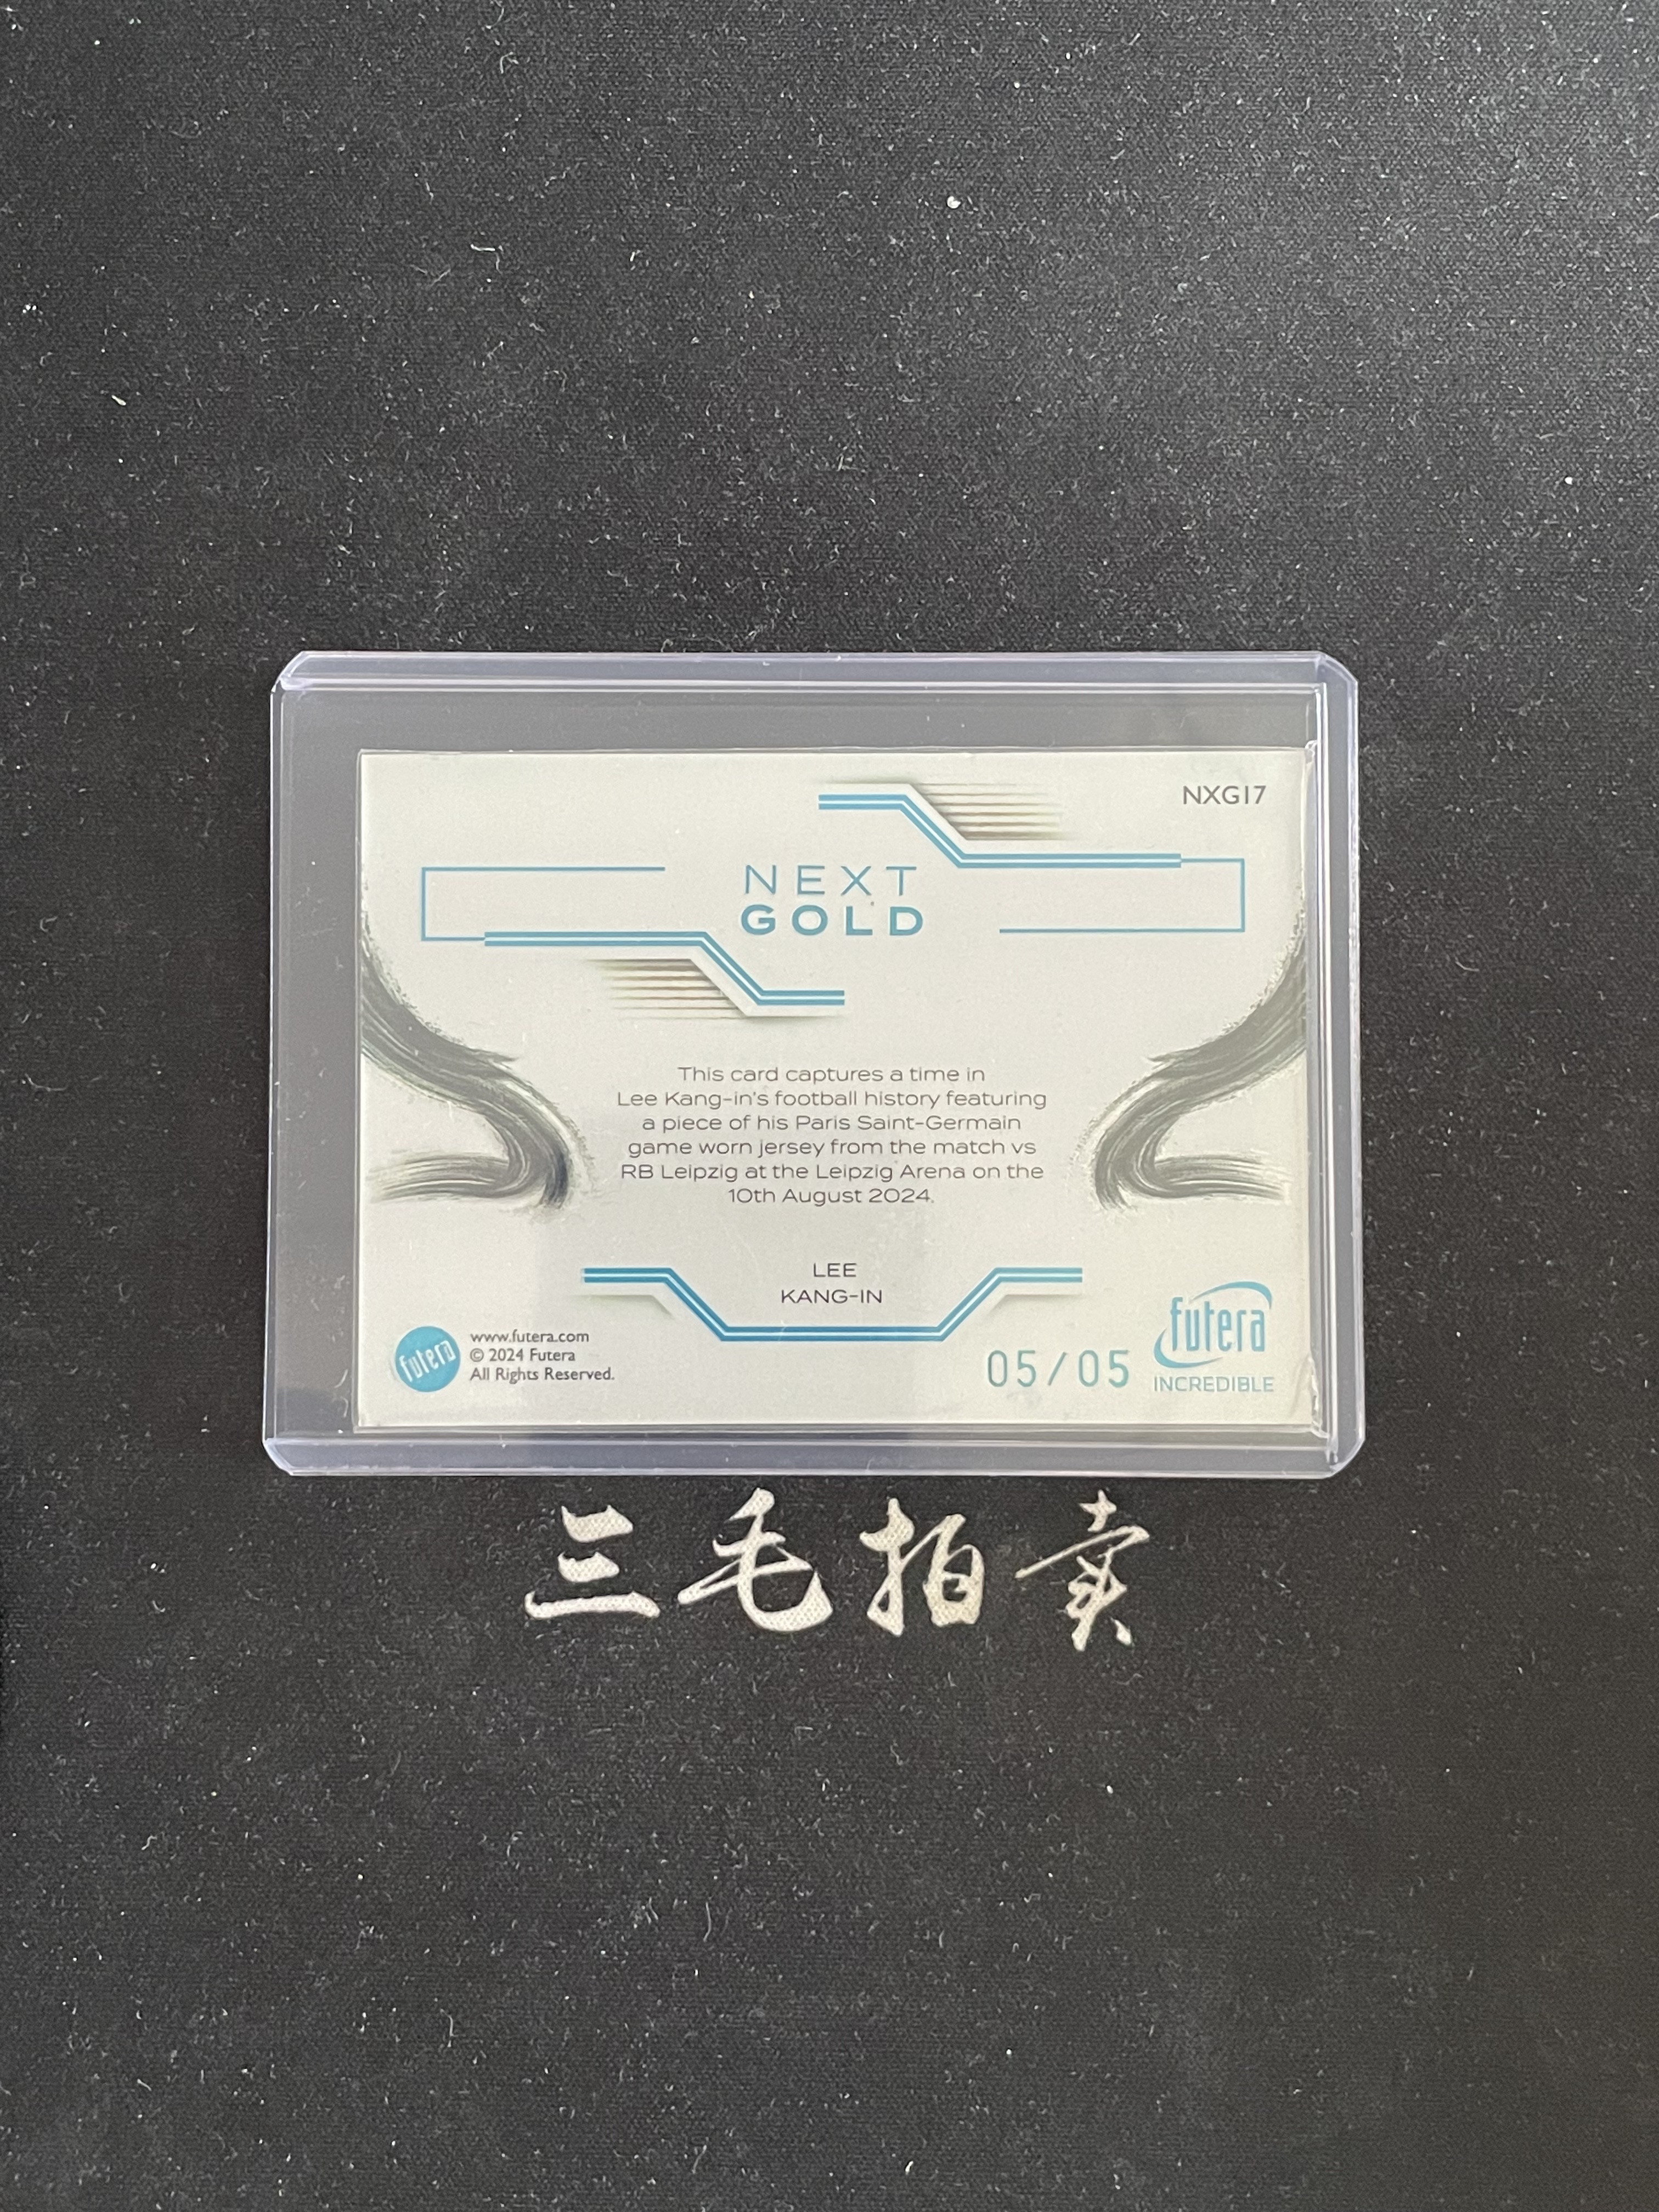 NXG17
NEXT
GOLD
This card captures a time in
Lee Kang-in's football history featuring
a piece of his Paris Saint-Germain
game worn jersey from the match vs
RB Leipzig at the Leipzig Arena on the
10th August 2024.
LEE
KANG-IN
futera
www.futera.com
© 2024 Futera
All Rights Reserved.
05/05
futera
INCREDIBLE
三毛拍卖